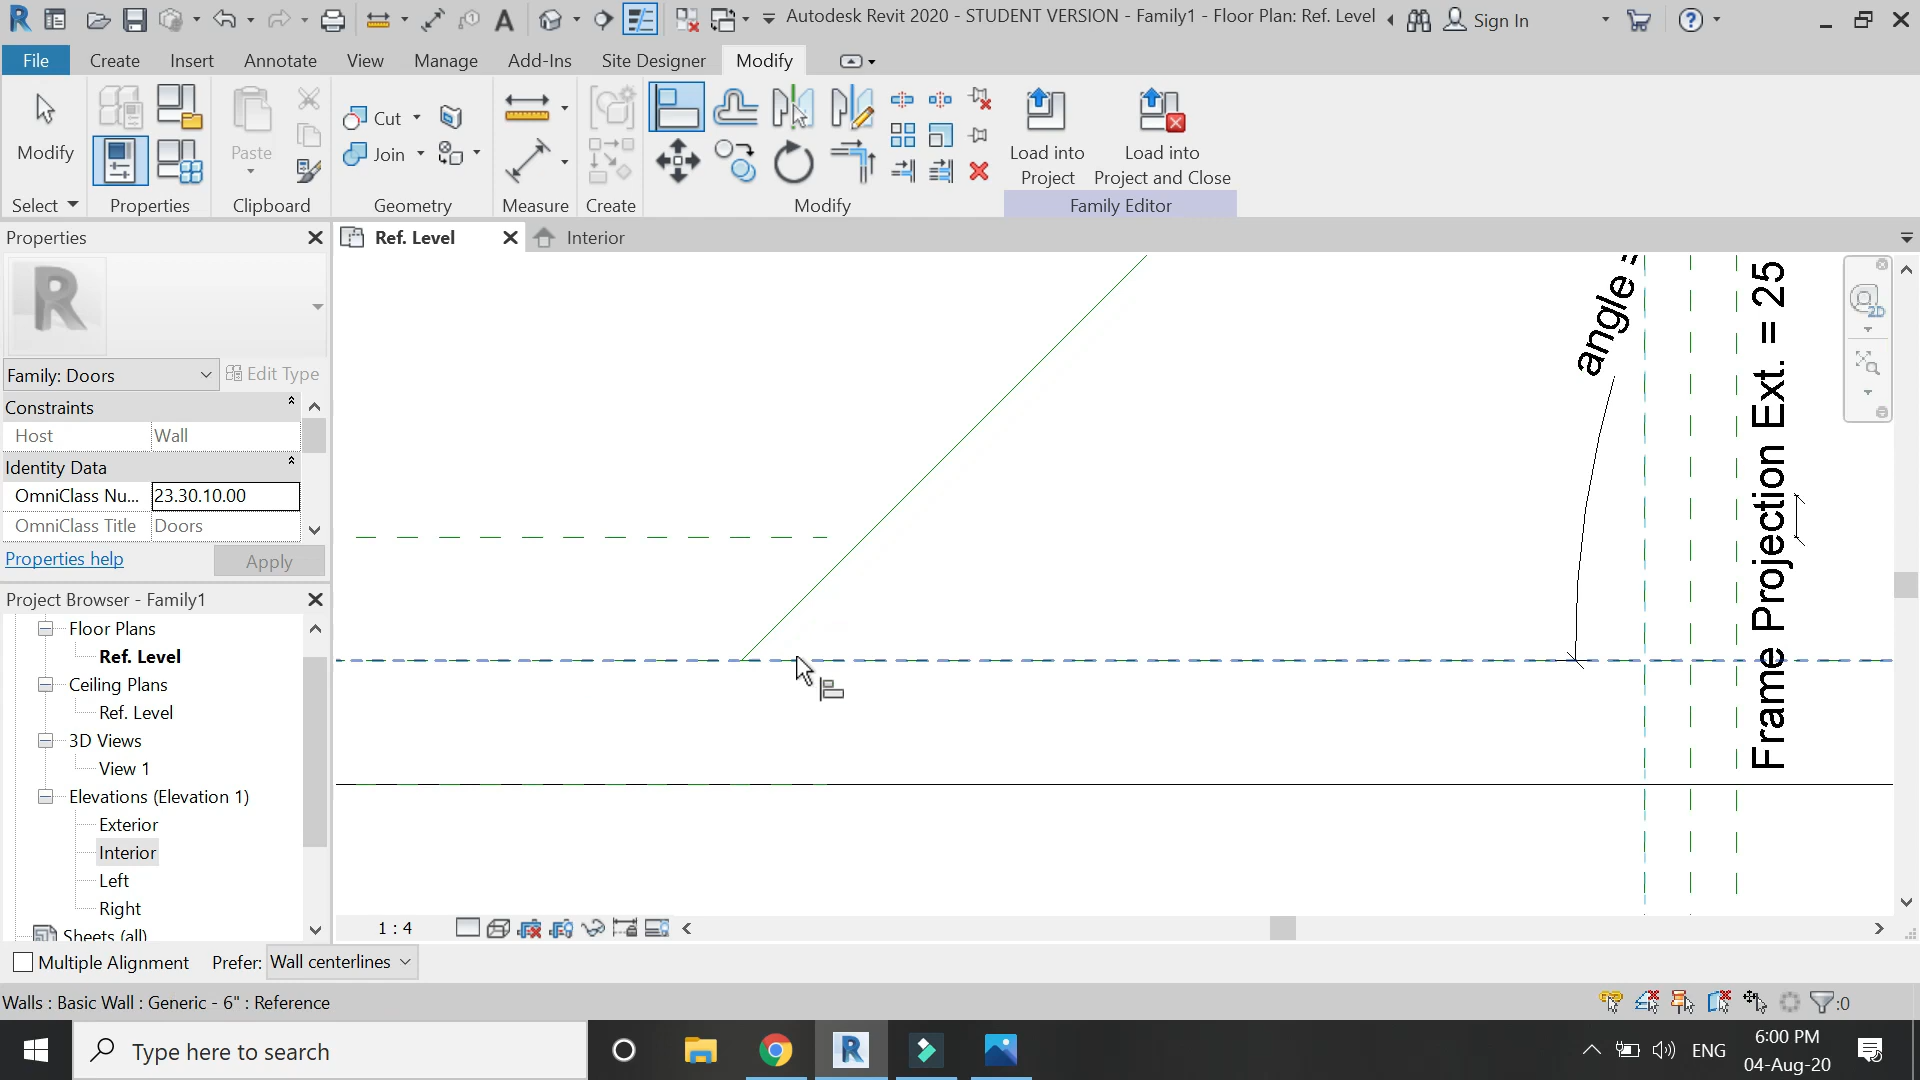 Autodesk Revit 2020 - STUDENT VERSION - Family1 - Floor Plan: Ref. Level
Sign In
File Create Insert Annotate View Manage Add-Ins Site Designer Modify
Modify
Paste
Cut
Join
Load into
Project
Load into
Project and Close
Select Properties Clipboard Geometry Measure Create Modify Family Editor
Properties
Ref. Level
Interior
Family: Doors
Edit Type
Constraints
Host Wall
Identity Data
OmniClass Nu... 23.30.10.00
OmniClass Title Doors
Properties help
Apply
Project Browser - Family1
Floor Plans
Ref. Level
Ceiling Plans
Ref. Level
3D Views
View 1
Elevations (Elevation 1)
Exterior
Interior
Left
Right
Sheets (all)
angle =
Frame Projection Ext. = 25
2D
1 : 4
Multiple Alignment Prefer: Wall centerlines
Walls : Basic Wall : Generic - 6" : Reference
:0
Type here to search
ENG
6:00 PM
04-Aug-20